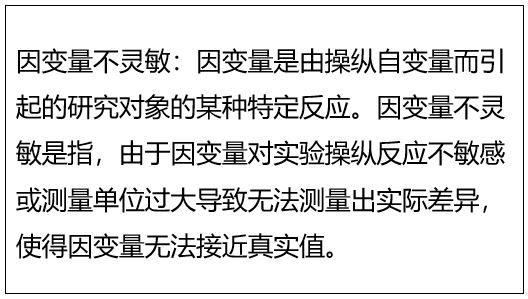 因变量不灵敏：因变量是由操纵自变量而引
起的研究对象的某种特定反应。因变量不灵
敏是指，由于因变量对实验操纵反应不敏感
或测量单位过大导致无法测量出实际差异，
使得因变量无法接近真实值。